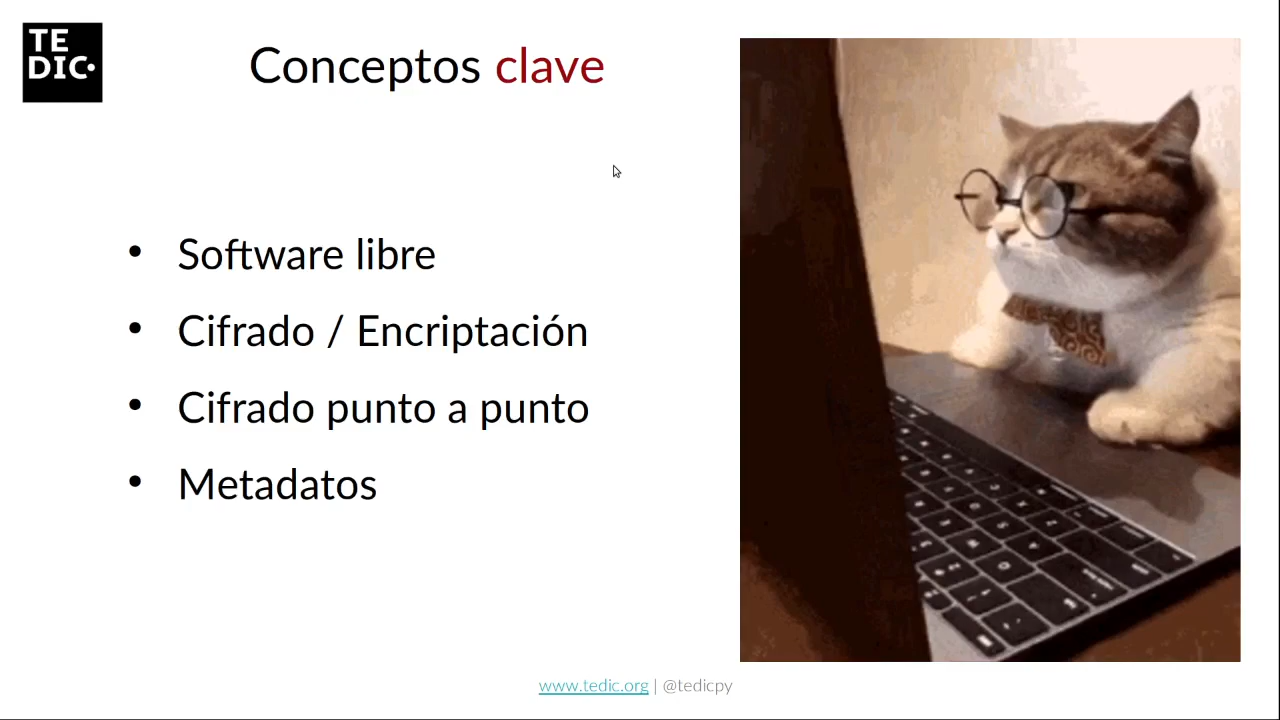 TE
DIC
Conceptos clave
• Software libre
• Cifrado / Encriptación
• Cifrado punto a punto
• Metadatos
www.tedic.org | @tedicpy